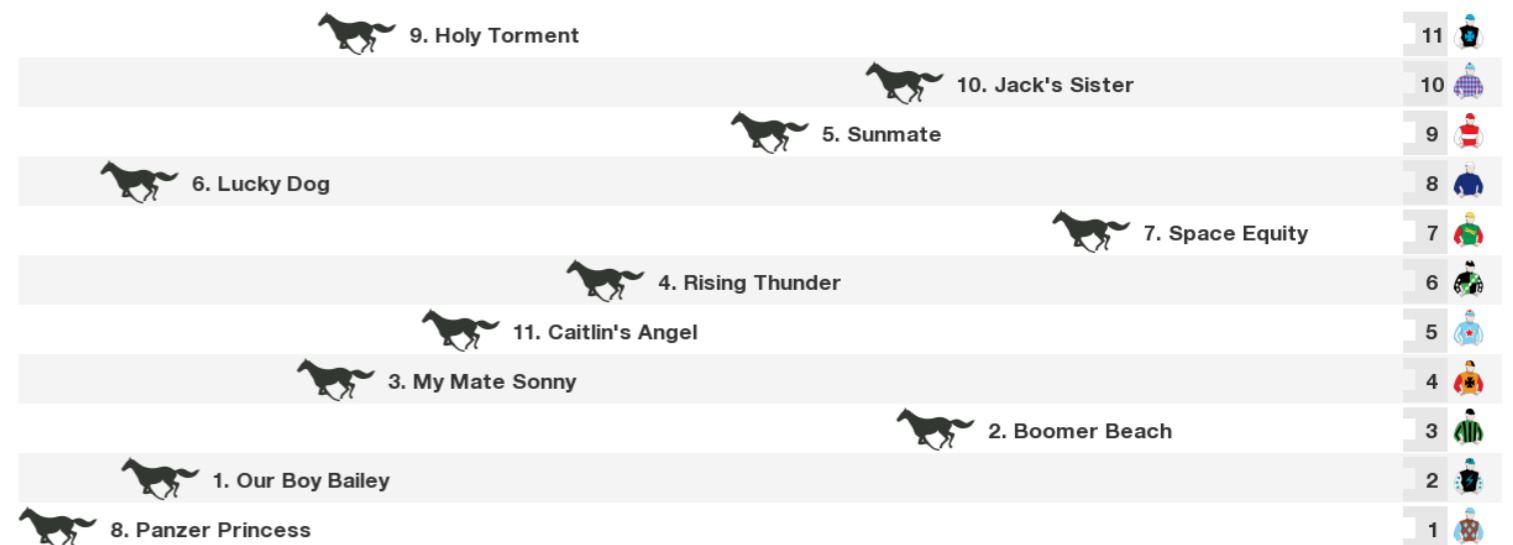 9. Holy Torment 11
10. Jack's Sister 10
5. Sunmate 9
6. Lucky Dog 8
7. Space Equity 7
4. Rising Thunder 6
11. Caitlin's Angel 5
3. My Mate Sonny 4
2. Boomer Beach 3
1. Our Boy Bailey 2
8. Panzer Princess 1